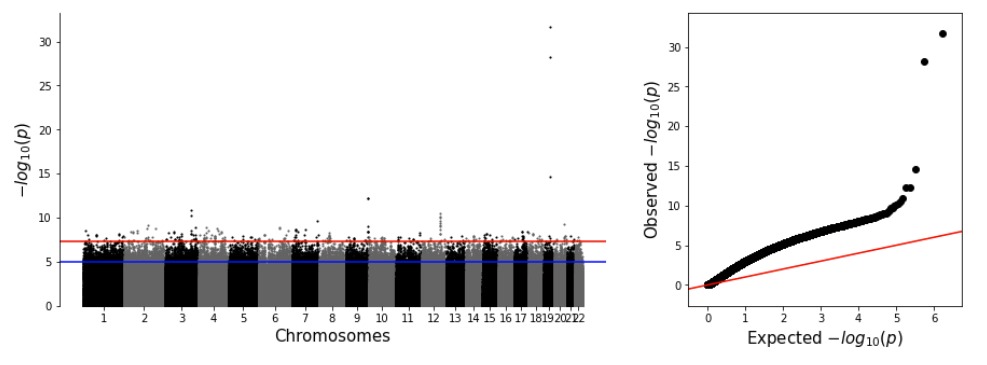 30
25
20
15
10
5
0
−log₁₀(p)
1 2 3 4 5 6 7 8 9 10 11 12 13 14 15 16 17 18 19 20 21 22
Chromosomes
30
25
20
15
10
5
0
Observed −log₁₀(p)
0 1 2 3 4 5 6
Expected −log₁₀(p)